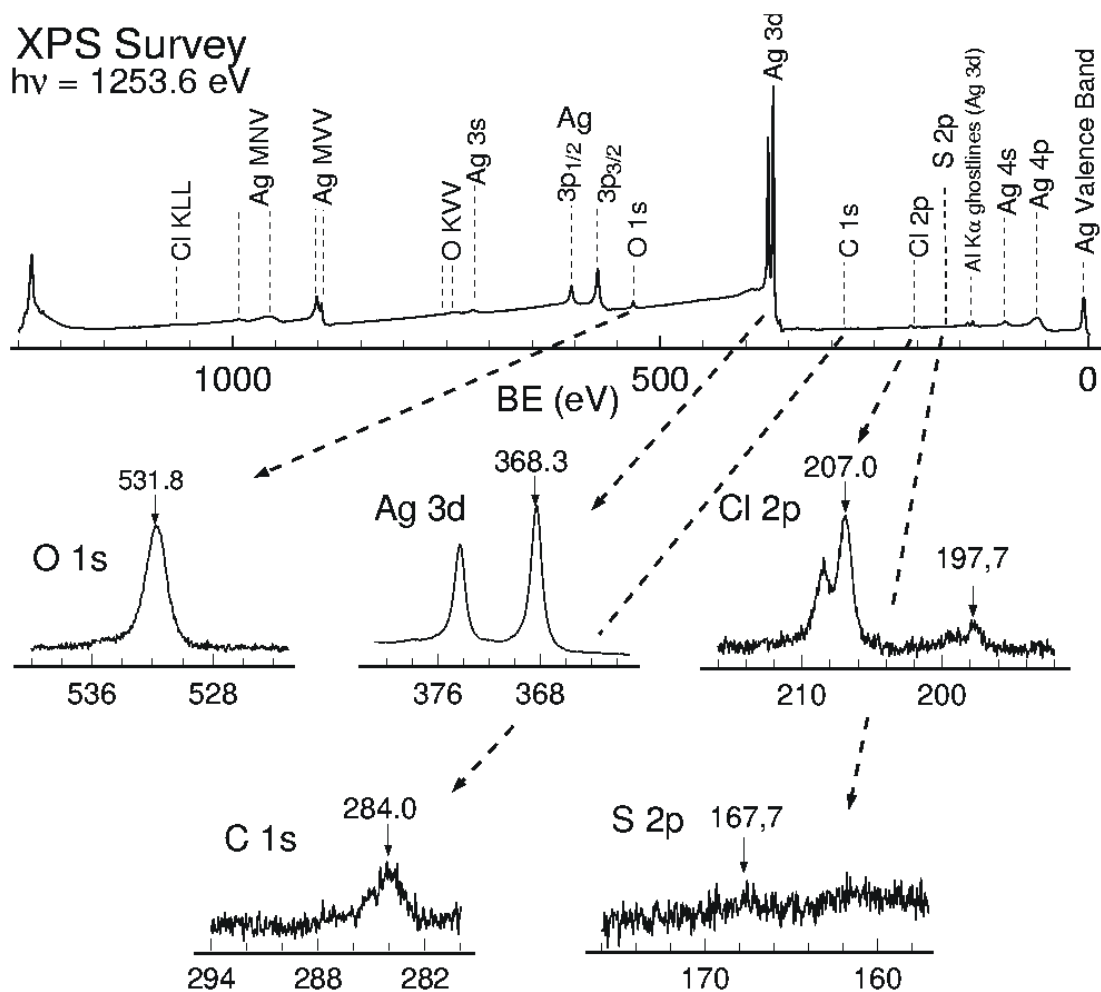 XPS Survey
hν = 1253.6 eV
Cl KLL
Ag MNV
Ag MVV
O KVV
Ag 3s
Ag
3p1/2
3p3/2
O 1s
Ag 3d
C 1s
Cl 2p
S 2p
Al Kα ghostlines (Ag 3d)
Ag 4s
Ag 4p
Ag Valence Band
1000 500 0
BE (eV)
O 1s
531.8
536 528
Ag 3d
368.3
376 368
Cl 2p
207.0
197,7
210 200
C 1s
284.0
294 288 282
S 2p
167,7
170 160